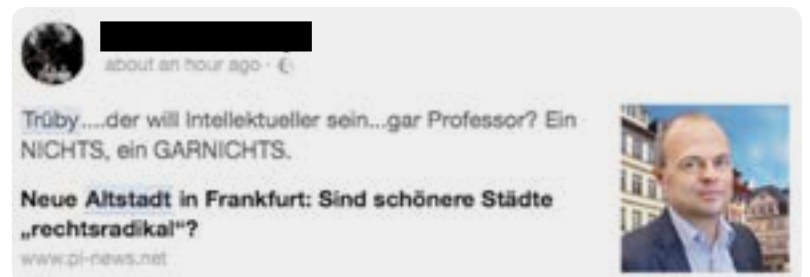 about an hour ago ·
Trüby....der will Intellektueller sein...gar Professor? Ein
NICHTS, ein GARNICHTS.
Neue Altstadt in Frankfurt: Sind schönere Städte
„rechtsradikal“?
www.pi-news.net